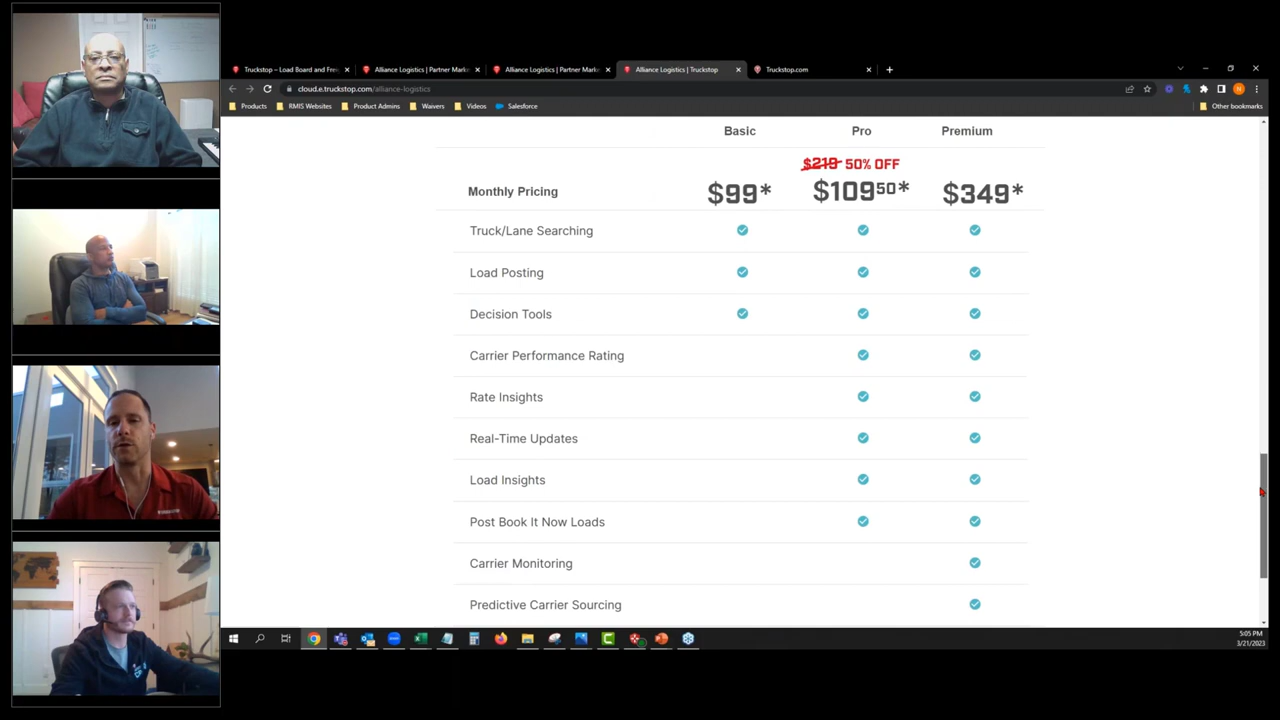 Truckstop – Load Board and Frei
Alliance Logistics | Partner Mark
Alliance Logistics | Partner Mark
Alliance Logistics | Truckstop
Truckstop.com
cloud.e.truckstop.com/alliance-logistics
Products
RMIS Websites
Product Admins
Waivers
Videos
Salesforce
Other bookmarks
Basic Pro Premium
$219 50% OFF
Monthly Pricing $99* $109 50* $349*
Truck/Lane Searching
Load Posting
Decision Tools
Carrier Performance Rating
Rate Insights
Real-Time Updates
Load Insights
Post Book It Now Loads
Carrier Monitoring
Predictive Carrier Sourcing
5:05 PM
3/21/2023